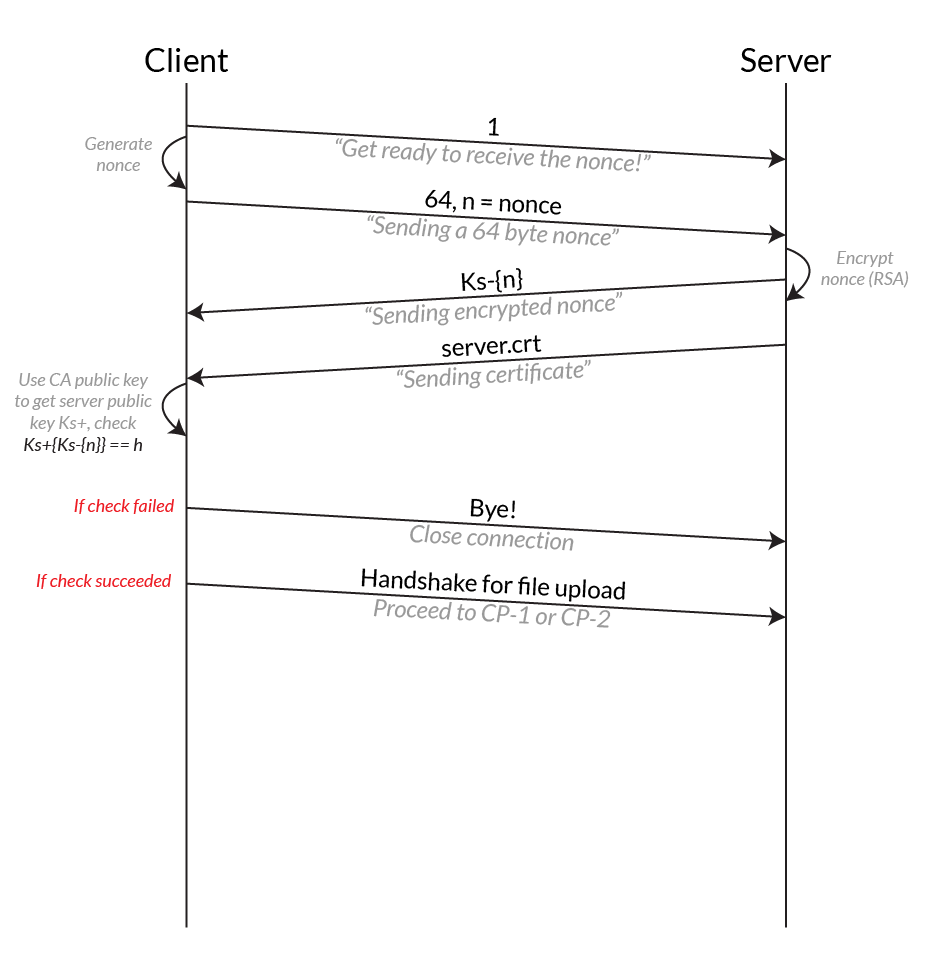 Client
Server
1
“Get ready to receive the nonce!”
Generate
nonce
64, n = nonce
“Sending a 64 byte nonce”
Encrypt
nonce (RSA)
Ks-{n}
“Sending encrypted nonce”
server.crt
“Sending certificate”
Use CA public key
to get server public
key Ks+, check
Ks+{Ks-{n}} == h
If check failed
Bye!
Close connection
If check succeeded
Handshake for file upload
Proceed to CP-1 or CP-2